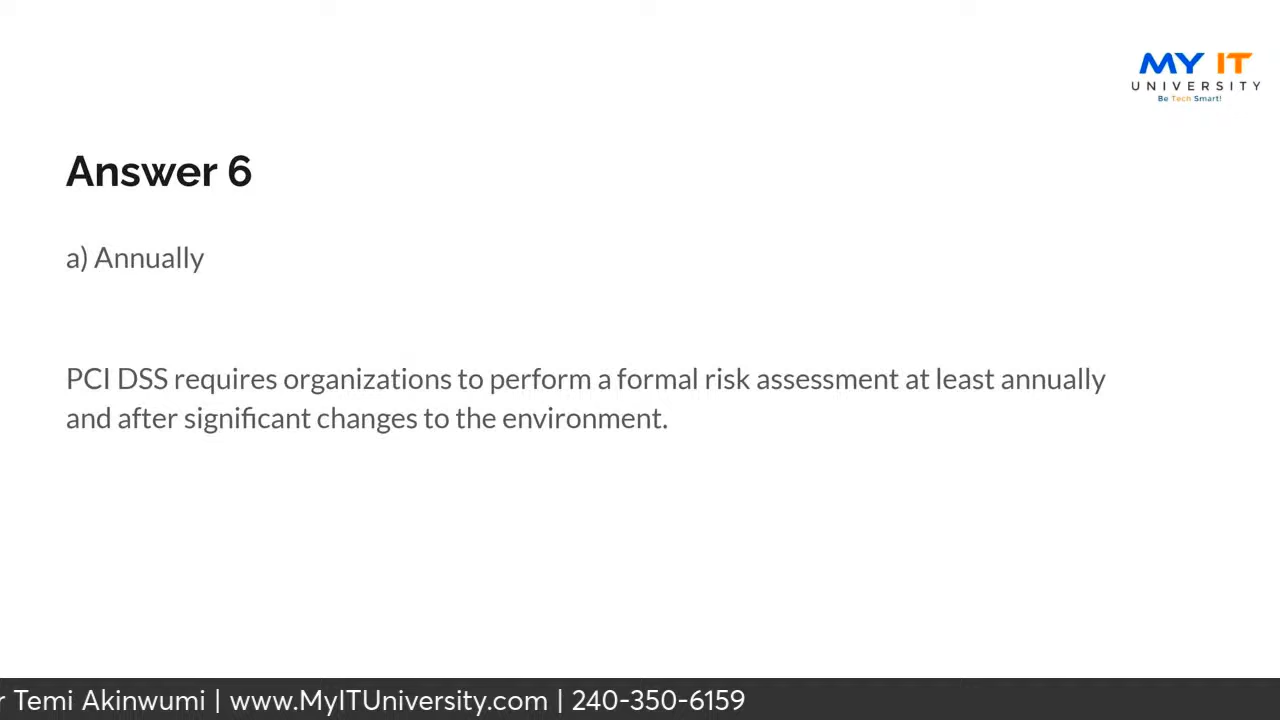 MY IT
UNIVERSITY
Be Tech Smart!
Answer 6
a) Annually
PCI DSS requires organizations to perform a formal risk assessment at least annually
and after significant changes to the environment.
r Temi Akinwumi | www.MyITUniversity.com | 240-350-6159